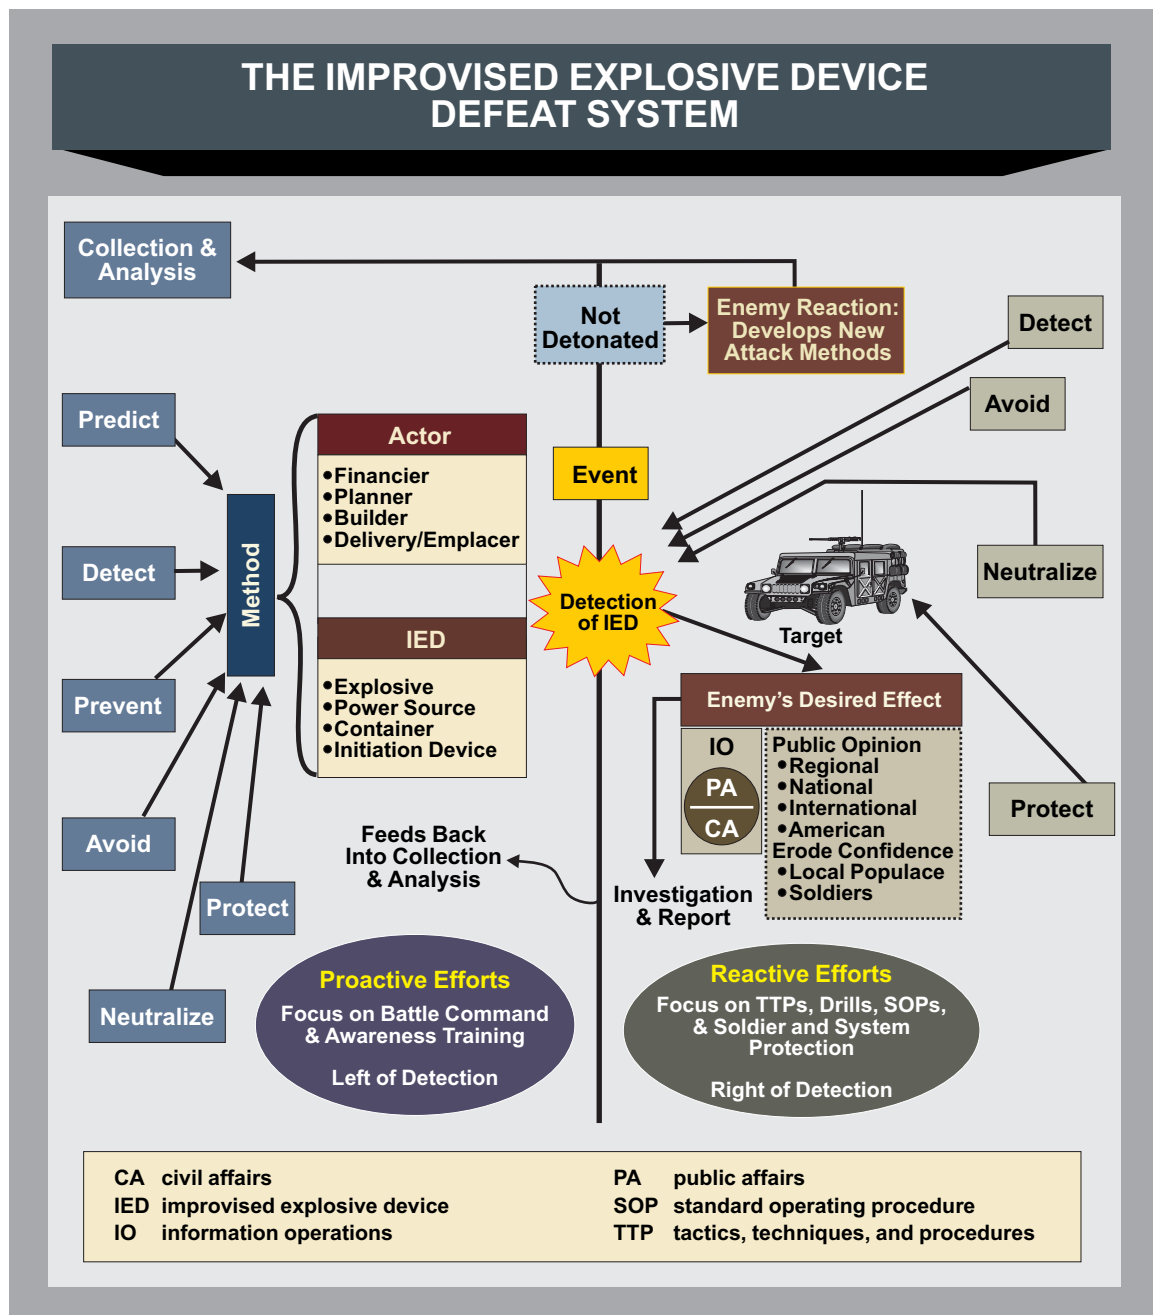 THE IMPROVISED EXPLOSIVE DEVICE
DEFEAT SYSTEM
Collection &
Analysis
Not
Detonated
Enemy Reaction:
Develops New
Attack Methods
Detect
Avoid
Predict
Actor
•Financier
•Planner
•Builder
•Delivery/Emplacer
Event
Detect
Method
Detection
of IED
Neutralize
Target
IED
•Explosive
•Power Source
•Container
•Initiation Device
Prevent
Enemy's Desired Effect
IO
PA
CA
Public Opinion
•Regional
•National
•International
•American
Erode Confidence
•Local Populace
•Soldiers
Protect
Avoid
Feeds Back
Into Collection
& Analysis
Investigation
& Report
Protect
Neutralize
Proactive Efforts
Focus on Battle Command
& Awareness Training
Left of Detection
Reactive Efforts
Focus on TTPs, Drills, SOPs,
& Soldier and System
Protection
Right of Detection
CA civil affairs
IED improvised explosive device
IO information operations
PA public affairs
SOP standard operating procedure
TTP tactics, techniques, and procedures